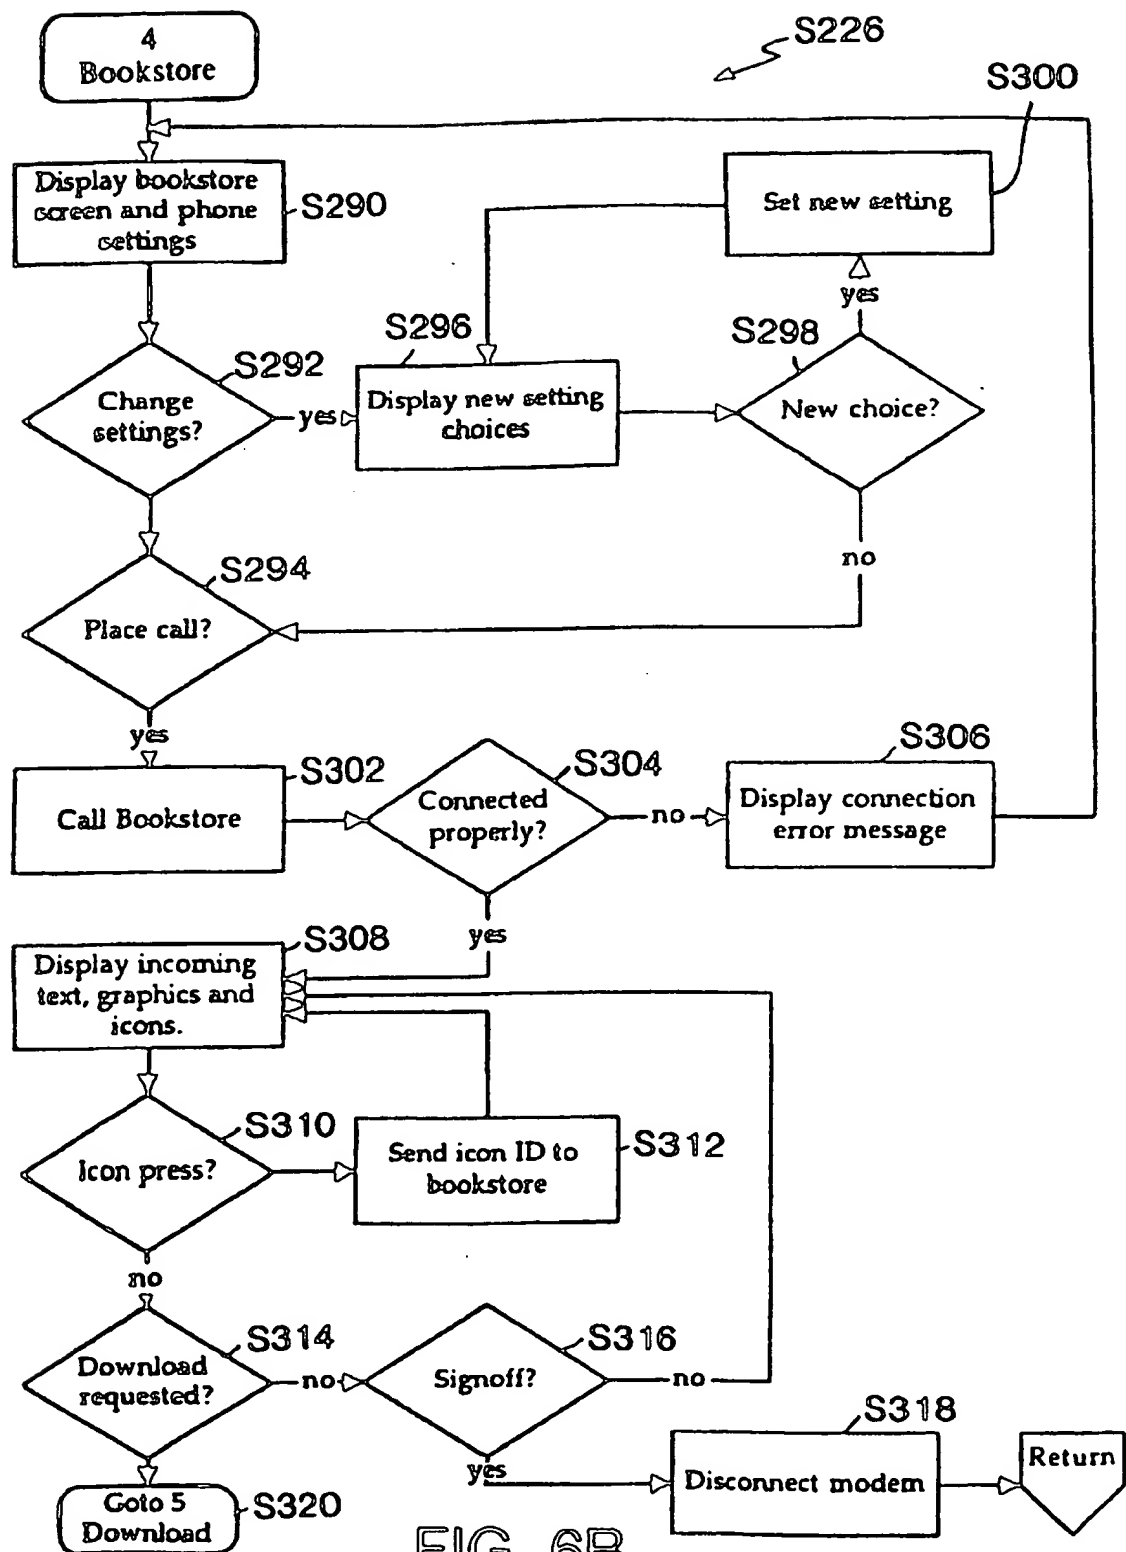 4
Bookstore
S226
S300
Display bookstore
screen and phone
settings
S290
Set new setting
yes
S296
S298
S292
Change
settings?
yes
Display new setting
choices
New choice?
no
S294
Place call?
yes
S302
Call Bookstore
S304
Connected
properly?
no
S306
Display connection
error message
yes
S308
Display incoming
text, graphics and
icons.
S310
Icon press?
Send icon ID to
bookstore
S312
no
S314
Download
requested?
no
S316
Signoff?
no
yes
S318
Disconnect modem
Return
Goto 5
Download
S320
FIG. 6B